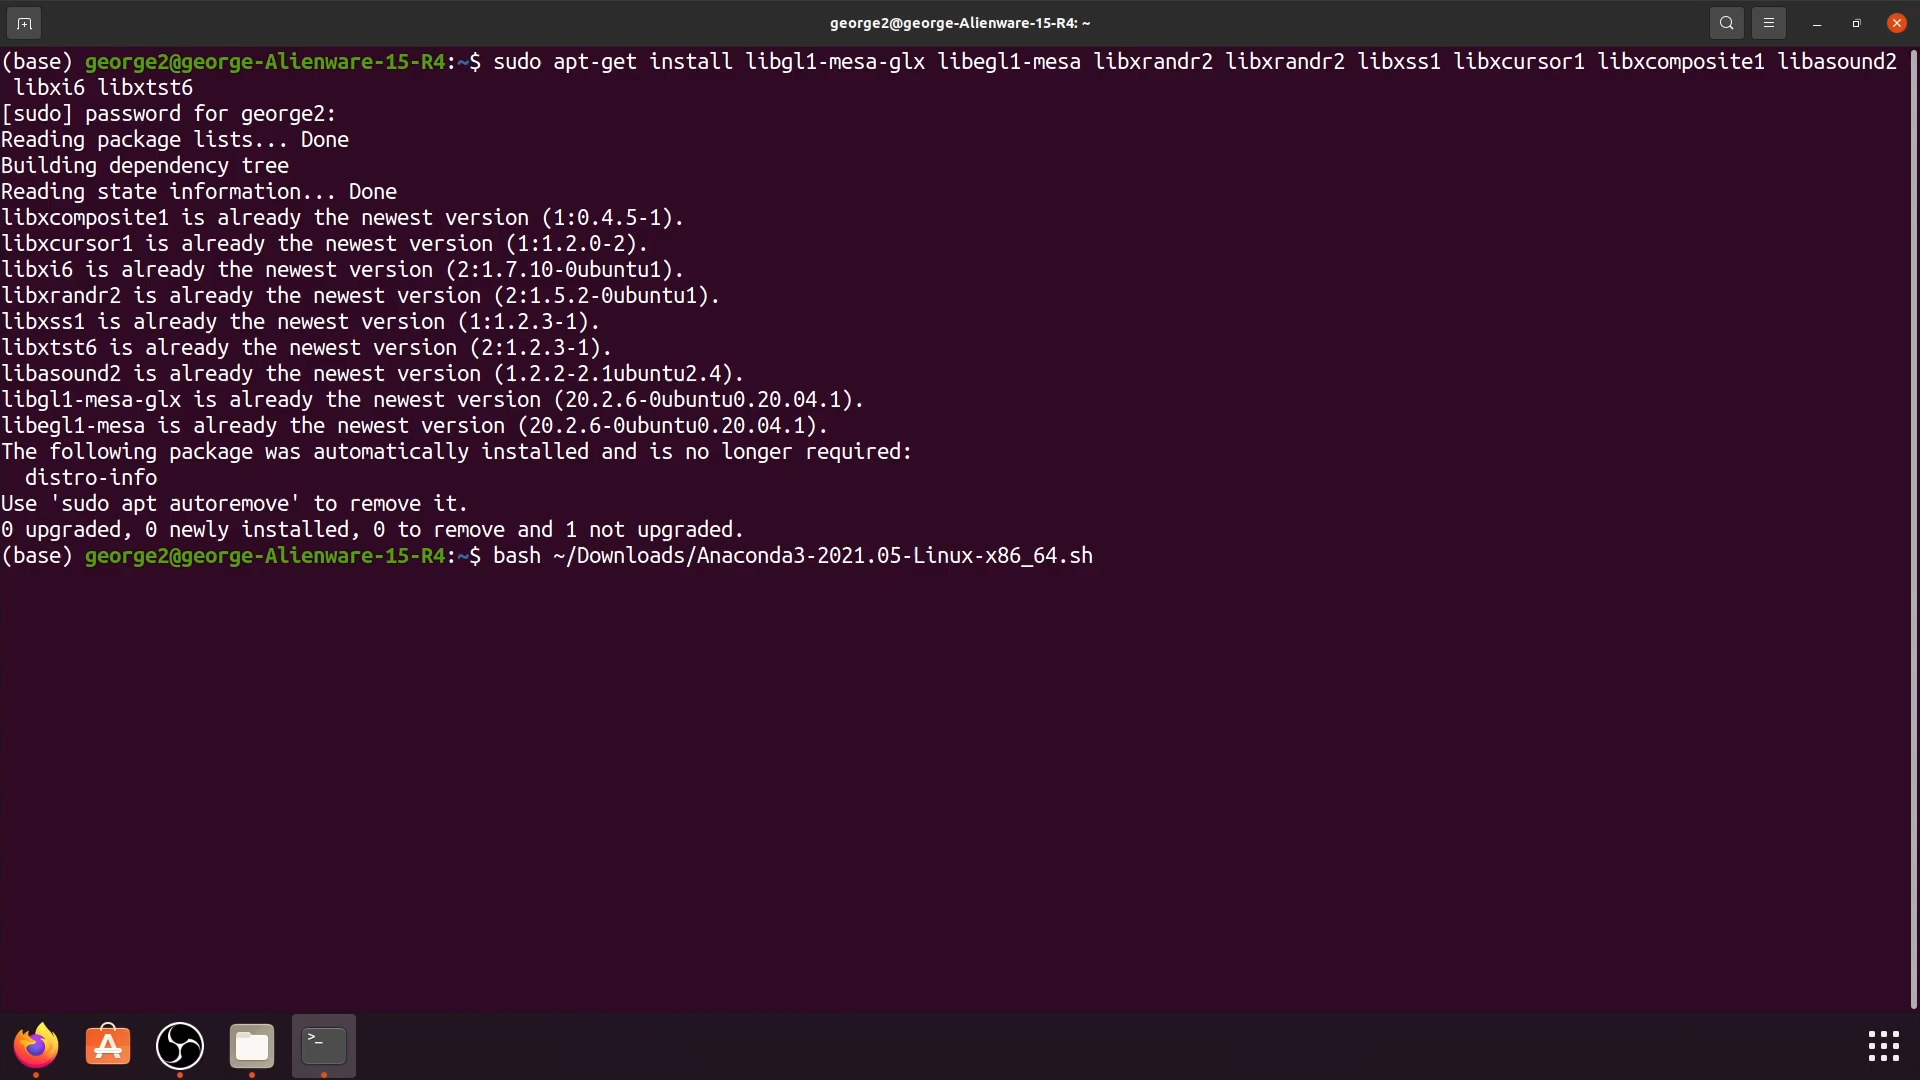 george2@george-Alienware-15-R4: ~
(base) george2@george-Alienware-15-R4:~$ sudo apt-get install libgl1-mesa-glx libegl1-mesa libxrandr2 libxrandr2 libxss1 libxcursor1 libxcomposite1 libasound2
 libxi6 libxtst6
[sudo] password for george2:
Reading package lists... Done
Building dependency tree
Reading state information... Done
libxcomposite1 is already the newest version (1:0.4.5-1).
libxcursor1 is already the newest version (1:1.2.0-2).
libxi6 is already the newest version (2:1.7.10-0ubuntu1).
libxrandr2 is already the newest version (2:1.5.2-0ubuntu1).
libxss1 is already the newest version (1:1.2.3-1).
libxtst6 is already the newest version (2:1.2.3-1).
libasound2 is already the newest version (1.2.2-2.1ubuntu2.4).
libgl1-mesa-glx is already the newest version (20.2.6-0ubuntu0.20.04.1).
libegl1-mesa is already the newest version (20.2.6-0ubuntu0.20.04.1).
The following package was automatically installed and is no longer required:
  distro-info
Use 'sudo apt autoremove' to remove it.
0 upgraded, 0 newly installed, 0 to remove and 1 not upgraded.
(base) george2@george-Alienware-15-R4:~$ bash ~/Downloads/Anaconda3-2021.05-Linux-x86_64.sh